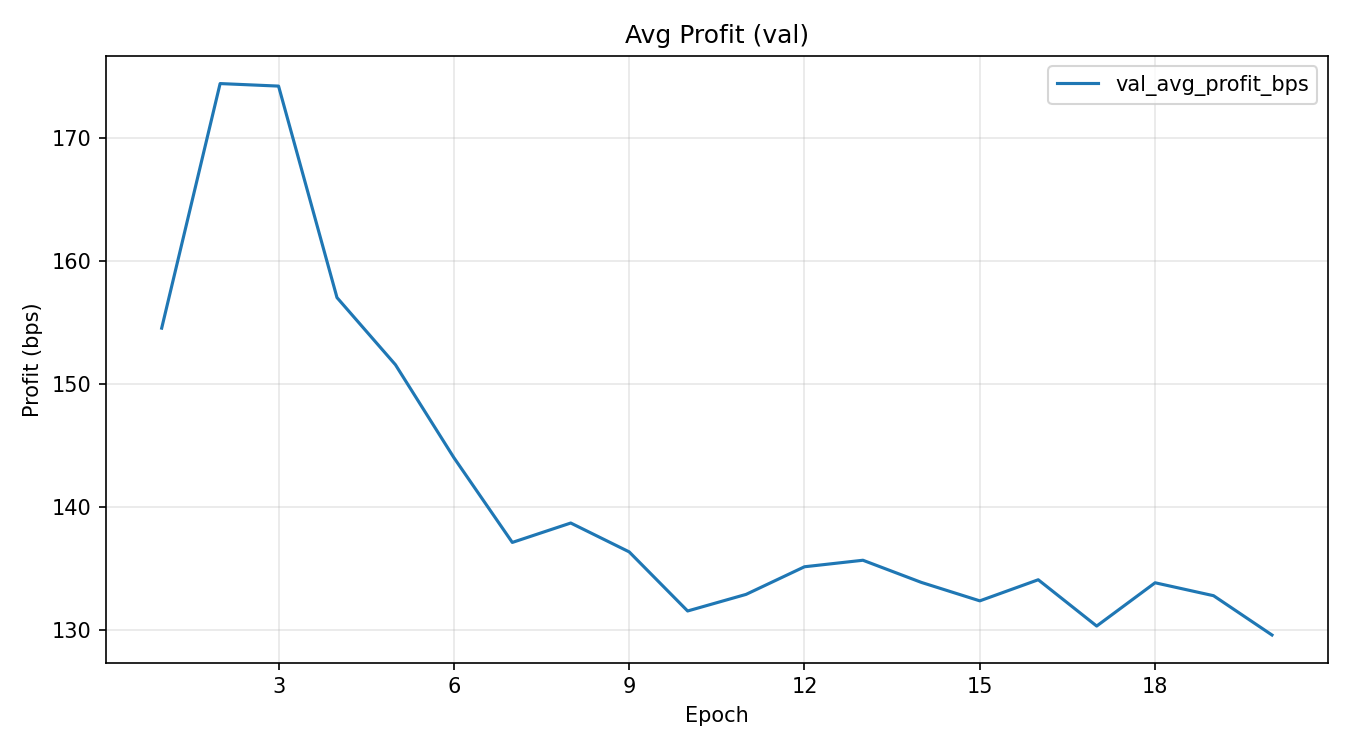 Avg Profit (val)
val_avg_profit_bps
170
160
150
140
130
Profit (bps)
3 6 9 12 15 18
Epoch